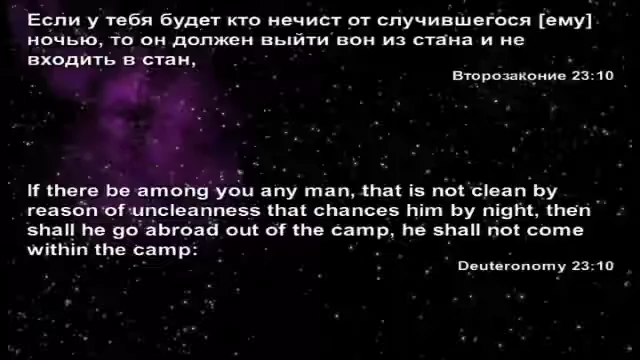 Если у тебя будет кто нечист от случившегося [ему]
ночью, то он должен выйти вон из стана и не
входить в стан,
Второзаконие 23:10
If there be among you any man, that is not clean by
reason of uncleanness that chances him by night, then
shall he go abroad out of the camp, he shall not come
within the camp:
Deuteronomy 23:10